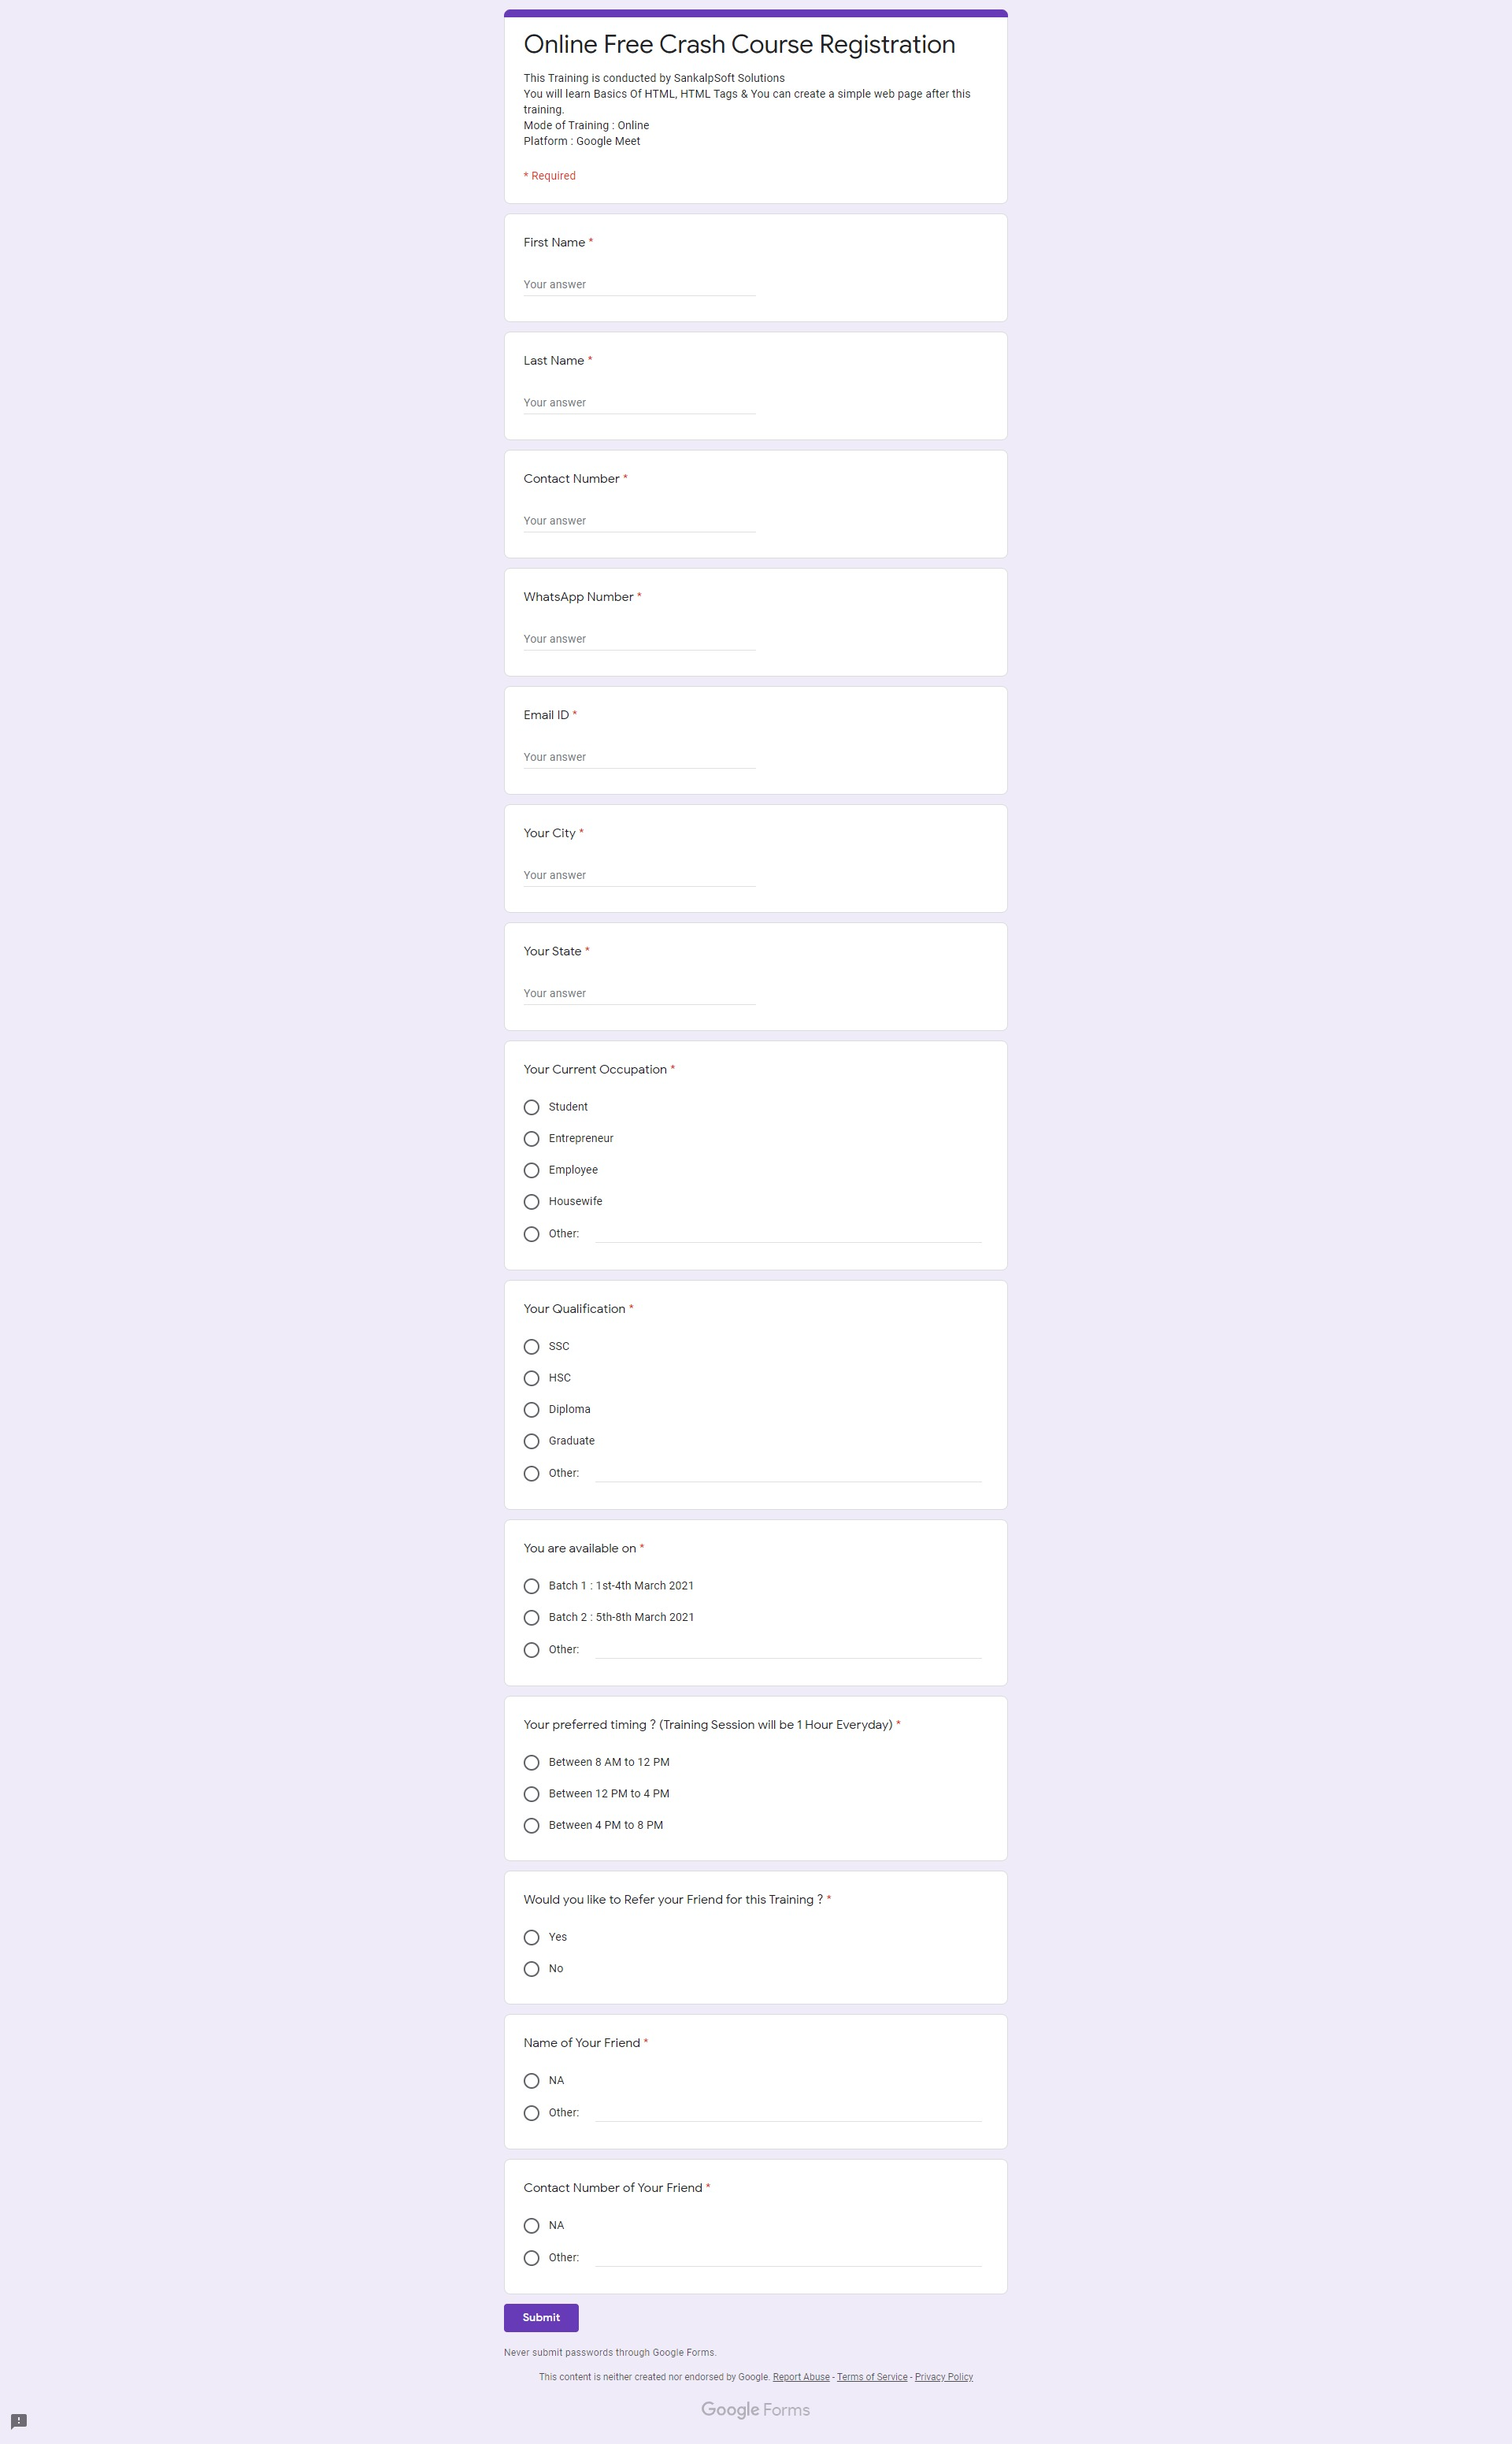 Online Free Crash Course Registration
This Training is conducted by SankalpSoft Solutions
You will learn Basics Of HTML, HTML Tags & You can create a simple web page after this
training.
Mode of Training : Online
Platform : Google Meet
* Required
First Name *
Your answer
Last Name *
Your answer
Contact Number *
Your answer
WhatsApp Number *
Your answer
Email ID *
Your answer
Your City *
Your answer
Your State *
Your answer
Your Current Occupation *
Student
Entrepreneur
Employee
Housewife
Other:
Your Qualification *
SSC
HSC
Diploma
Graduate
Other:
You are available on *
Batch 1 : 1st-4th March 2021
Batch 2 : 5th-8th March 2021
Other:
Your preferred timing ? (Training Session will be 1 Hour Everyday) *
Between 8 AM to 12 PM
Between 12 PM to 4 PM
Between 4 PM to 8 PM
Would you like to Refer your Friend for this Training ? *
Yes
No
Name of Your Friend *
NA
Other:
Contact Number of Your Friend *
NA
Other:
Submit
Never submit passwords through Google Forms.
This content is neither created nor endorsed by Google. Report Abuse - Terms of Service - Privacy Policy
Google Forms